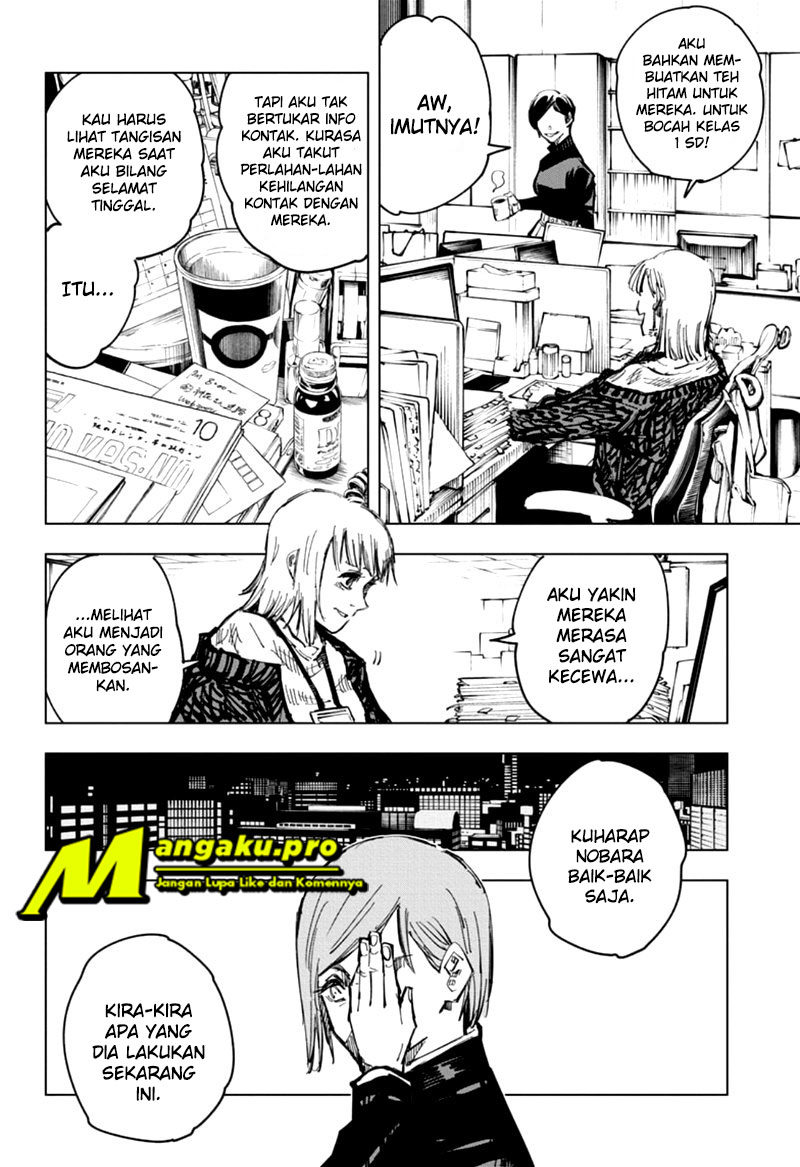 AKU
BAHKAN MEM-
BUATKAN TEH
HITAM UNTUK
MEREKA. UNTUK
BOCAH KELAS
1 SD!
AW,
IMUTNYA!
TAPI AKU TAK
BERTUKAR INFO
KONTAK. KURASA
AKU TAKUT
PERLAHAN-LAHAN
KEHILANGAN
KONTAK DENGAN
MEREKA.
KAU HARUS
LIHAT TANGISAN
MEREKA SAAT
AKU BILANG
SELAMAT
TINGGAL.
ITU...
10
8
AKU YAKIN
MEREKA
MERASA
SANGAT
KECEWA...
...MELIHAT
AKU MENJADI
ORANG YANG
MEMBOSAN-
KAN.
KUHARAP
NOBARA
BAIK-BAIK
SAJA.
Mangaku.pro
Jangan Lupa Like dan Komennya
KIRA-KIRA
APA YANG
DIA LAKUKAN
SEKARANG
INI.